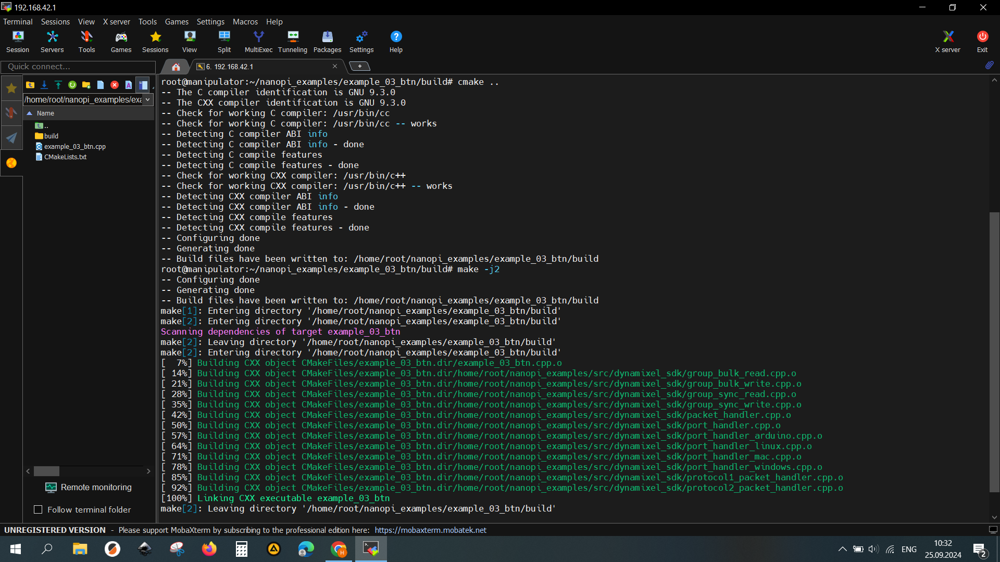 192.168.42.1
Terminal Sessions View X server Tools Games Settings Macros Help
Session Servers Tools Games Sessions View Split MultiExec Tunneling Packages Settings Help X server Exit
Quick connect...
6. 192.168.42.1
/home/root/nanopi_examples/exa
Name
..
build
example_03_btn.cpp
CMakeLists.txt
Remote monitoring
Follow terminal folder
root@manipulator:~/nanopi_examples/example_03_btn/build# cmake ..
-- The C compiler identification is GNU 9.3.0
-- The CXX compiler identification is GNU 9.3.0
-- Check for working C compiler: /usr/bin/cc
-- Check for working C compiler: /usr/bin/cc -- works
-- Detecting C compiler ABI info
-- Detecting C compiler ABI info - done
-- Detecting C compile features
-- Detecting C compile features - done
-- Check for working CXX compiler: /usr/bin/c++
-- Check for working CXX compiler: /usr/bin/c++ -- works
-- Detecting CXX compiler ABI info
-- Detecting CXX compiler ABI info - done
-- Detecting CXX compile features
-- Detecting CXX compile features - done
-- Configuring done
-- Generating done
-- Build files have been written to: /home/root/nanopi_examples/example_03_btn/build
root@manipulator:~/nanopi_examples/example_03_btn/build# make -j2
-- Configuring done
-- Generating done
-- Build files have been written to: /home/root/nanopi_examples/example_03_btn/build
make[1]: Entering directory '/home/root/nanopi_examples/example_03_btn/build'
make[2]: Entering directory '/home/root/nanopi_examples/example_03_btn/build'
Scanning dependencies of target example_03_btn
make[2]: Leaving directory '/home/root/nanopi_examples/example_03_btn/build'
make[2]: Entering directory '/home/root/nanopi_examples/example_03_btn/build'
[  7%] Building CXX object CMakeFiles/example_03_btn.dir/example_03_btn.cpp.o
[ 14%] Building CXX object CMakeFiles/example_03_btn.dir/home/root/nanopi_examples/src/dynamixel_sdk/group_bulk_read.cpp.o
[ 21%] Building CXX object CMakeFiles/example_03_btn.dir/home/root/nanopi_examples/src/dynamixel_sdk/group_bulk_write.cpp.o
[ 28%] Building CXX object CMakeFiles/example_03_btn.dir/home/root/nanopi_examples/src/dynamixel_sdk/group_sync_read.cpp.o
[ 35%] Building CXX object CMakeFiles/example_03_btn.dir/home/root/nanopi_examples/src/dynamixel_sdk/group_sync_write.cpp.o
[ 42%] Building CXX object CMakeFiles/example_03_btn.dir/home/root/nanopi_examples/src/dynamixel_sdk/packet_handler.cpp.o
[ 50%] Building CXX object CMakeFiles/example_03_btn.dir/home/root/nanopi_examples/src/dynamixel_sdk/port_handler.cpp.o
[ 57%] Building CXX object CMakeFiles/example_03_btn.dir/home/root/nanopi_examples/src/dynamixel_sdk/port_handler_arduino.cpp.o
[ 64%] Building CXX object CMakeFiles/example_03_btn.dir/home/root/nanopi_examples/src/dynamixel_sdk/port_handler_linux.cpp.o
[ 71%] Building CXX object CMakeFiles/example_03_btn.dir/home/root/nanopi_examples/src/dynamixel_sdk/port_handler_mac.cpp.o
[ 78%] Building CXX object CMakeFiles/example_03_btn.dir/home/root/nanopi_examples/src/dynamixel_sdk/port_handler_windows.cpp.o
[ 85%] Building CXX object CMakeFiles/example_03_btn.dir/home/root/nanopi_examples/src/dynamixel_sdk/protocol1_packet_handler.cpp.o
[ 92%] Building CXX object CMakeFiles/example_03_btn.dir/home/root/nanopi_examples/src/dynamixel_sdk/protocol2_packet_handler.cpp.o
[100%] Linking CXX executable example_03_btn
make[2]: Leaving directory '/home/root/nanopi_examples/example_03_btn/build'
UNREGISTERED VERSION - Please support MobaXterm by subscribing to the professional edition here: https://mobaxterm.mobatek.net
ENG
10:32
25.09.2024
2